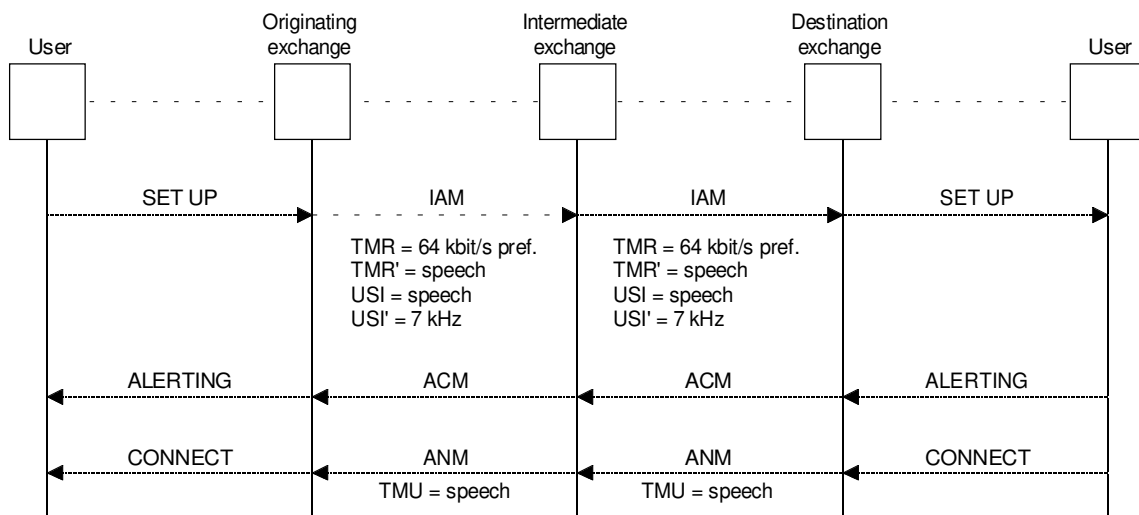 User
Originating
exchange
Intermediate
exchange
Destination
exchange
User
SET UP
IAM
IAM
SET UP
TMR = 64 kbit/s pref.
TMR' = speech
USI = speech
USI' = 7 kHz
TMR = 64 kbit/s pref.
TMR' = speech
USI = speech
USI' = 7 kHz
ALERTING
ACM
ACM
ALERTING
CONNECT
ANM
ANM
CONNECT
TMU = speech
TMU = speech